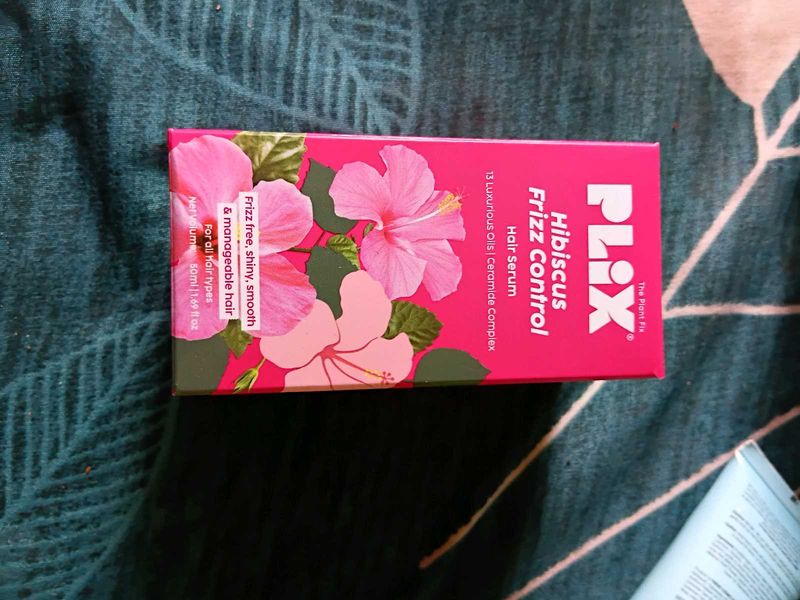 The Plant Fix
PLiX®
Hibiscus
Frizz Control
Hair Serum
13 Luxurious Oils | Ceramide Complex
Frizz free, shiny, smooth
& manageable hair
For all hair types
Net Volume: 50ml | 1.69 fl oz